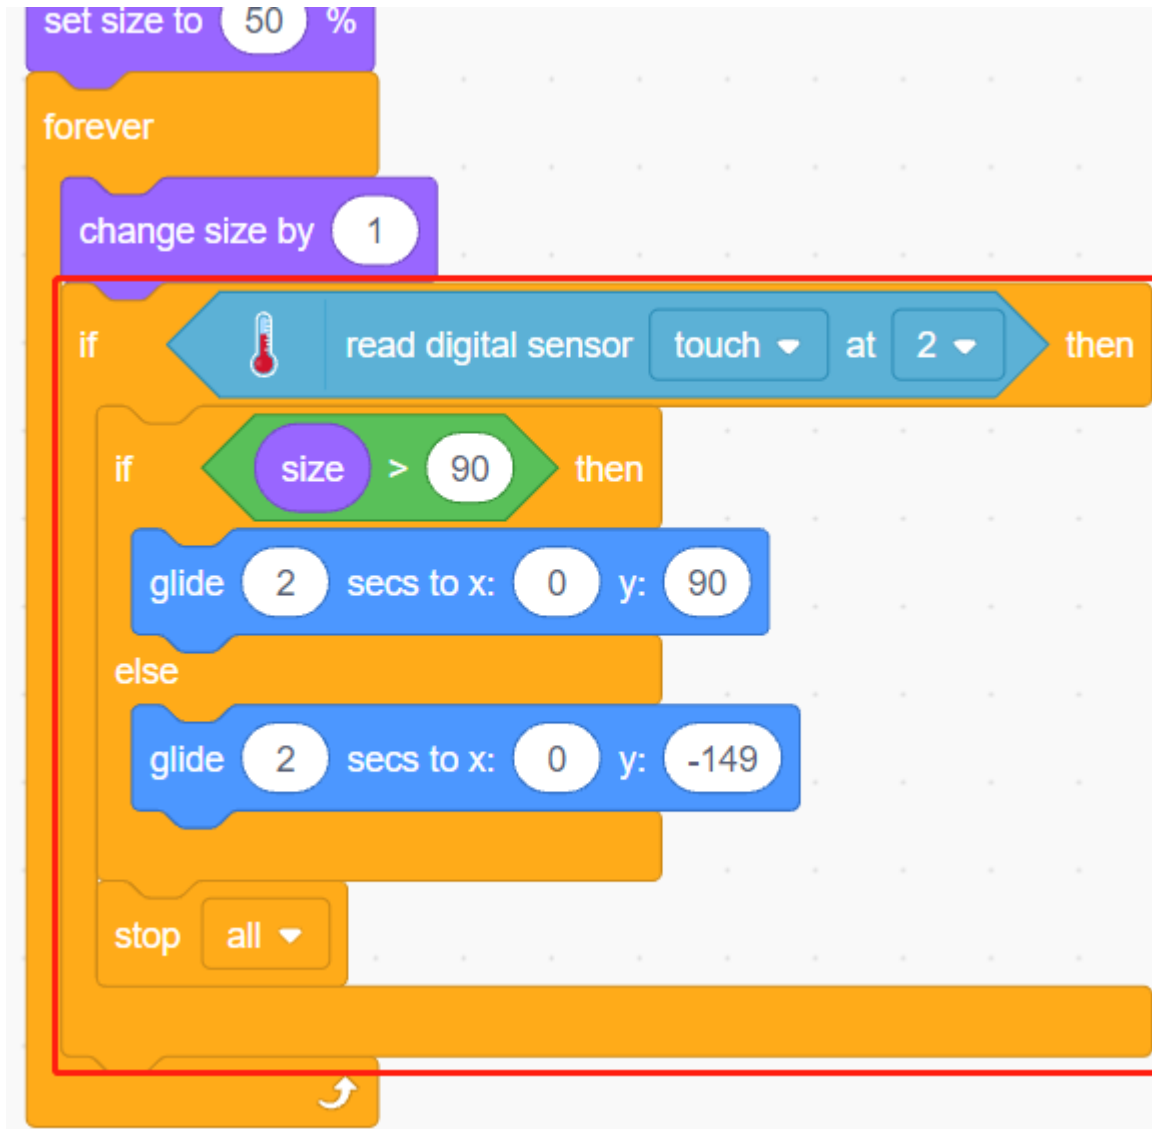 set size to 50 %
forever
change size by 1
if read digital sensor touch at 2 then
if size > 90 then
glide 2 secs to x: 0 y: 90
else
glide 2 secs to x: 0 y: -149
stop all